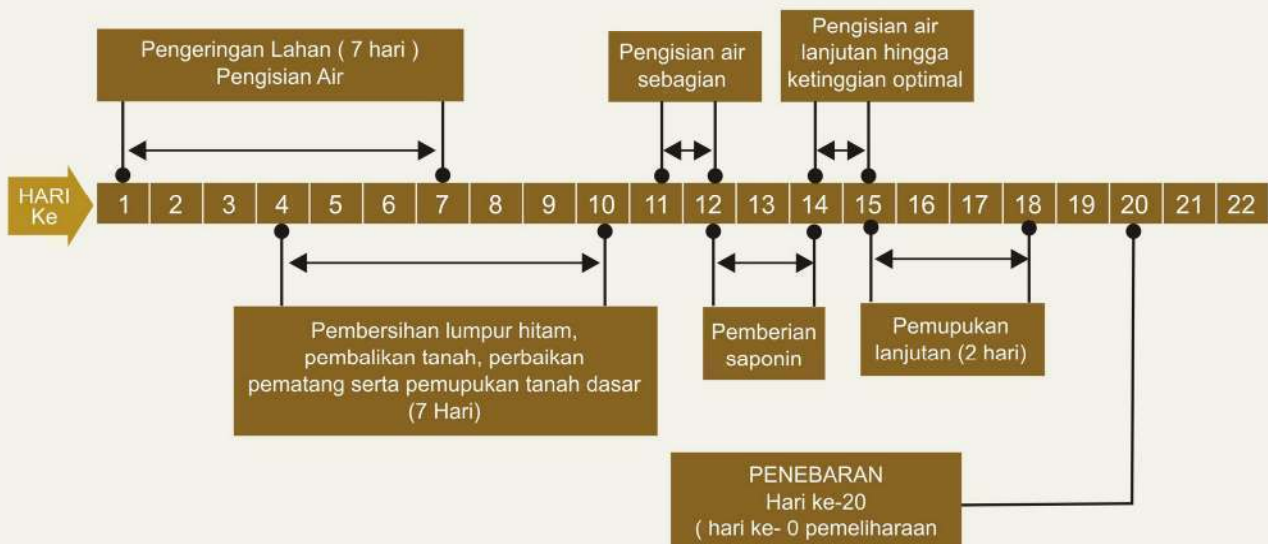 Pengeringan Lahan ( 7 hari )
Pengisian Air
Pengisian air
sebagian
Pengisian air
lanjutan hingga
ketinggian optimal
HARI
Ke
1 2 3 4 5 6 7 8 9 10 11 12 13 14 15 16 17 18 19 20 21 22
Pembersihan lumpur hitam,
pembalikan tanah, perbaikan
pematang serta pemupukan tanah dasar
(7 Hari)
Pemberian
saponin
Pemupukan
lanjutan (2 hari)
PENEBARAN
Hari ke-20
( hari ke- 0 pemeliharaan